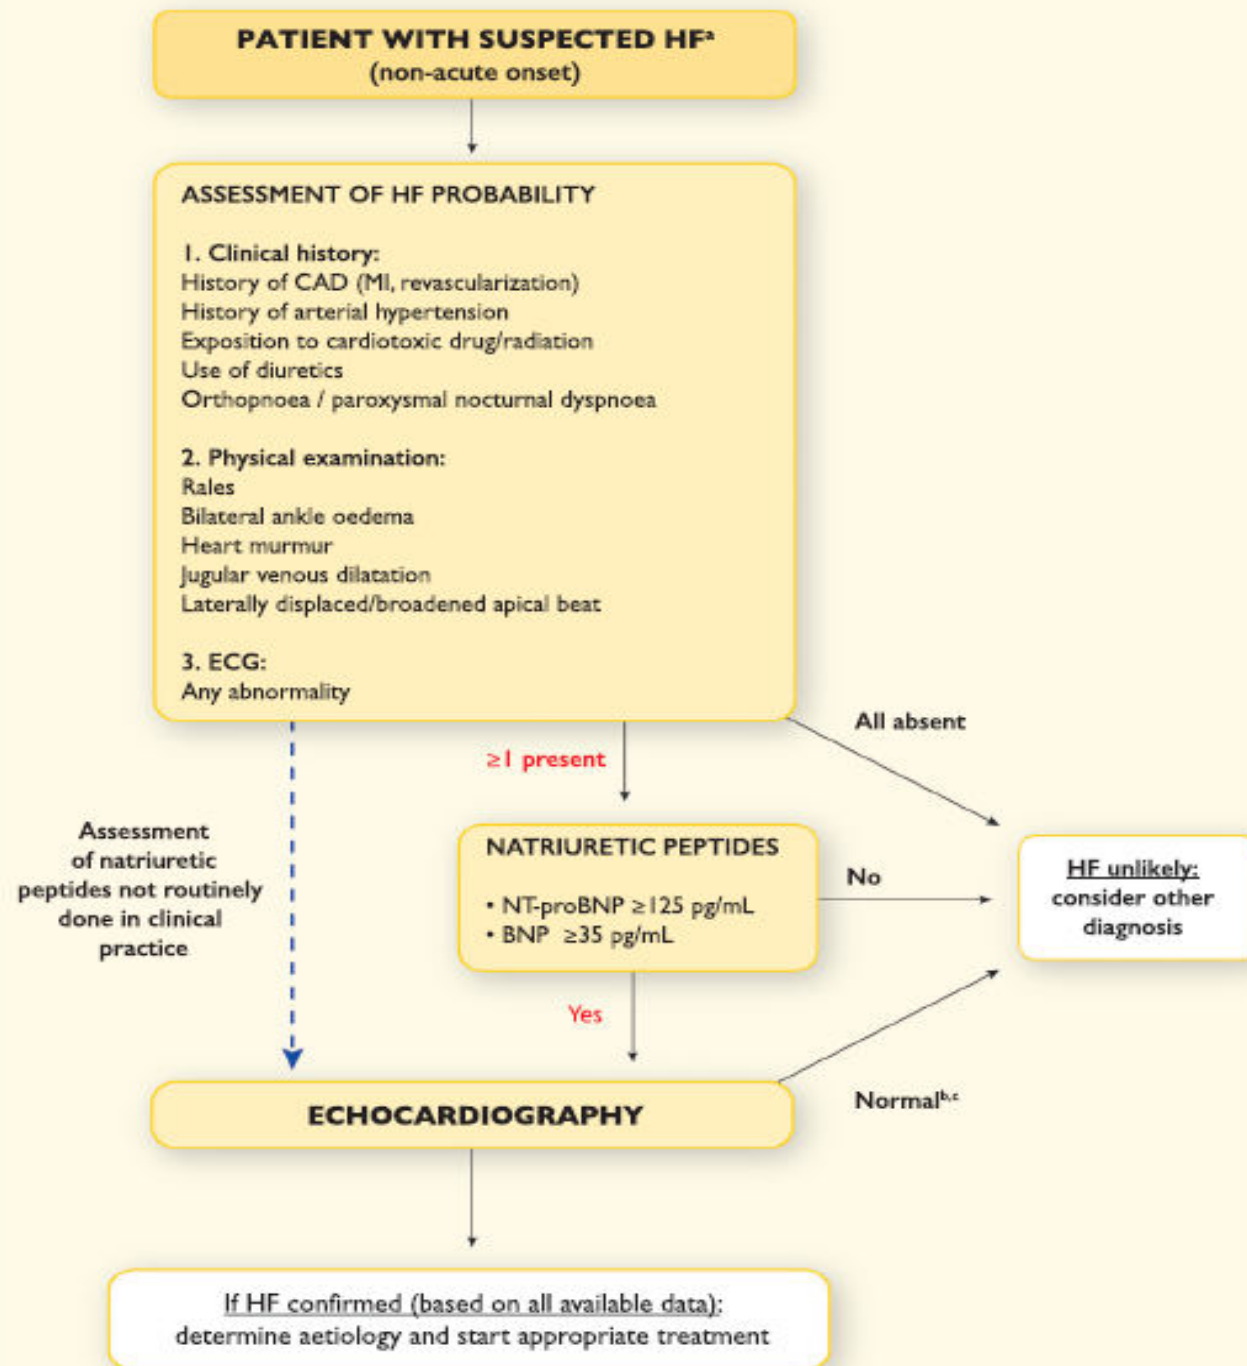 PATIENT WITH SUSPECTED HFᵃ
(non-acute onset)
ASSESSMENT OF HF PROBABILITY
1. Clinical history:
History of CAD (MI, revascularization)
History of arterial hypertension
Exposition to cardiotoxic drug/radiation
Use of diuretics
Orthopnoea / paroxysmal nocturnal dyspnoea
2. Physical examination:
Rales
Bilateral ankle oedema
Heart murmur
Jugular venous dilatation
Laterally displaced/broadened apical beat
3. ECG:
Any abnormality
All absent
≥1 present
Assessment
of natriuretic
peptides not routinely
done in clinical
practice
NATRIURETIC PEPTIDES
• NT-proBNP ≥125 pg/mL
• BNP ≥35 pg/mL
No
HF unlikely:
consider other
diagnosis
Yes
ECHOCARDIOGRAPHY
Normalᵇ,ᶜ
If HF confirmed (based on all available data):
determine aetiology and start appropriate treatment